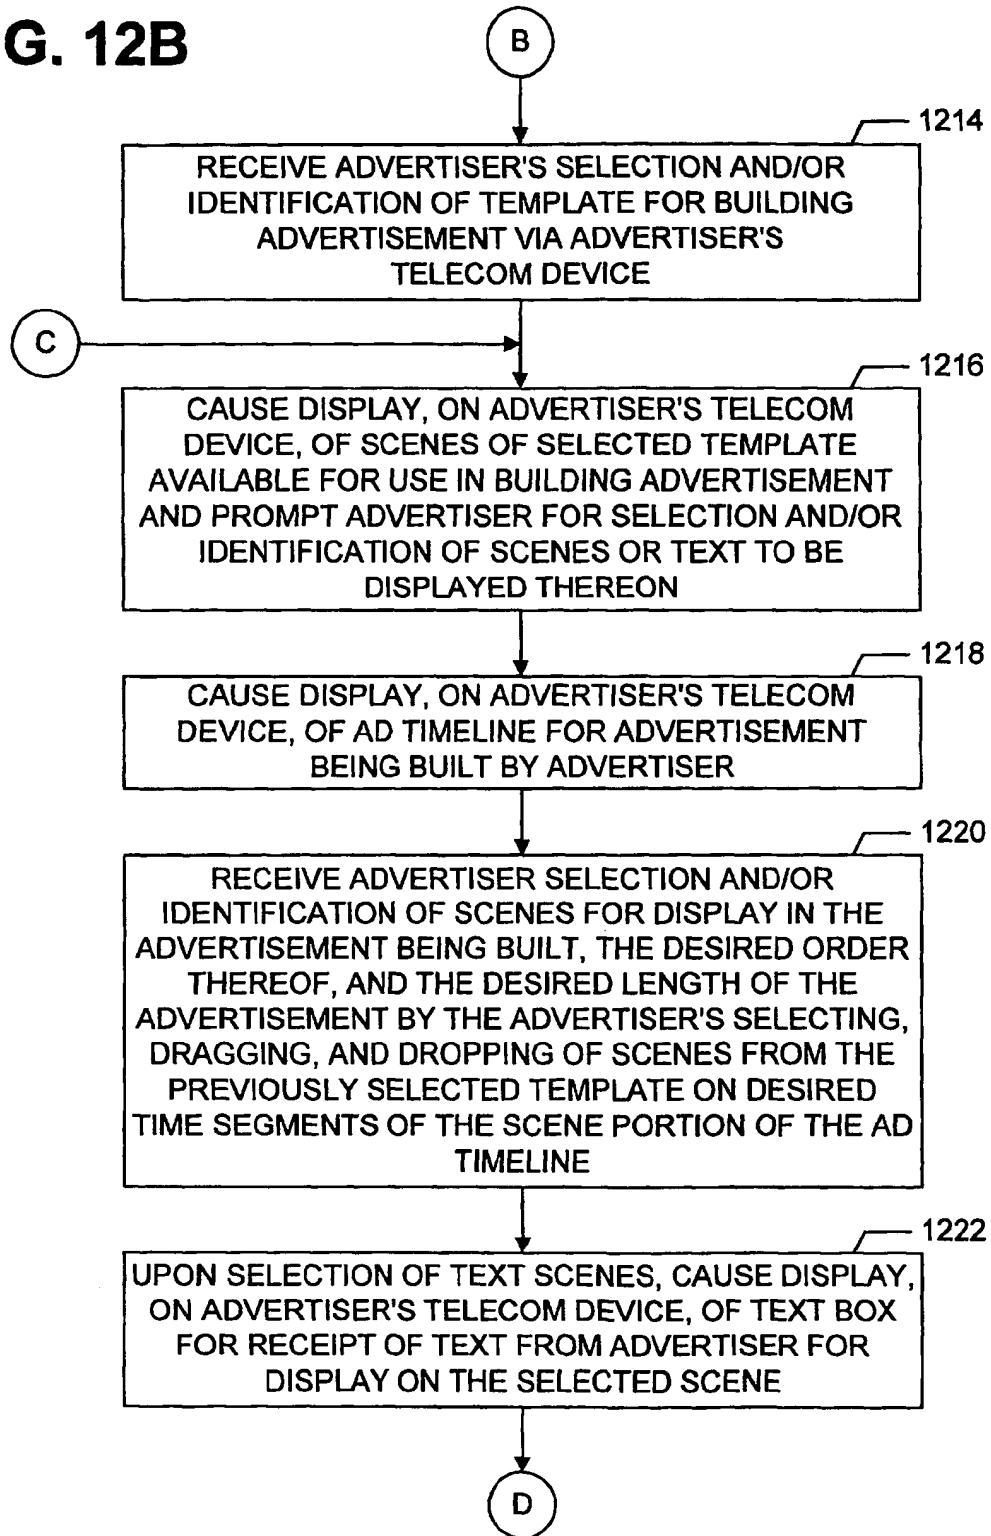 G. 12B
B
1214
RECEIVE ADVERTISER'S SELECTION AND/OR
IDENTIFICATION OF TEMPLATE FOR BUILDING
ADVERTISEMENT VIA ADVERTISER'S
TELECOM DEVICE
C
1216
CAUSE DISPLAY, ON ADVERTISER'S TELECOM
DEVICE, OF SCENES OF SELECTED TEMPLATE
AVAILABLE FOR USE IN BUILDING ADVERTISEMENT
AND PROMPT ADVERTISER FOR SELECTION AND/OR
IDENTIFICATION OF SCENES OR TEXT TO BE
DISPLAYED THEREON
1218
CAUSE DISPLAY, ON ADVERTISER'S TELECOM
DEVICE, OF AD TIMELINE FOR ADVERTISEMENT
BEING BUILT BY ADVERTISER
1220
RECEIVE ADVERTISER SELECTION AND/OR
IDENTIFICATION OF SCENES FOR DISPLAY IN THE
ADVERTISEMENT BEING BUILT, THE DESIRED ORDER
THEREOF, AND THE DESIRED LENGTH OF THE
ADVERTISEMENT BY THE ADVERTISER'S SELECTING,
DRAGGING, AND DROPPING OF SCENES FROM THE
PREVIOUSLY SELECTED TEMPLATE ON DESIRED
TIME SEGMENTS OF THE SCENE PORTION OF THE AD
TIMELINE
1222
UPON SELECTION OF TEXT SCENES, CAUSE DISPLAY,
ON ADVERTISER'S TELECOM DEVICE, OF TEXT BOX
FOR RECEIPT OF TEXT FROM ADVERTISER FOR
DISPLAY ON THE SELECTED SCENE
D